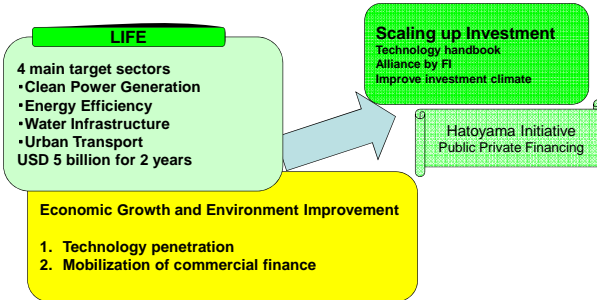 LIFE
4 main target sectors
▪Clean Power Generation
▪Energy Efficiency
▪Water Infrastructure
▪Urban Transport
USD 5 billion for 2 years
Economic Growth and Environment Improvement
1. Technology penetration
2. Mobilization of commercial finance
Scaling up Investment
Technology handbook
Alliance by FI
Improve investment climate
Hatoyama Initiative
Public Private Financing